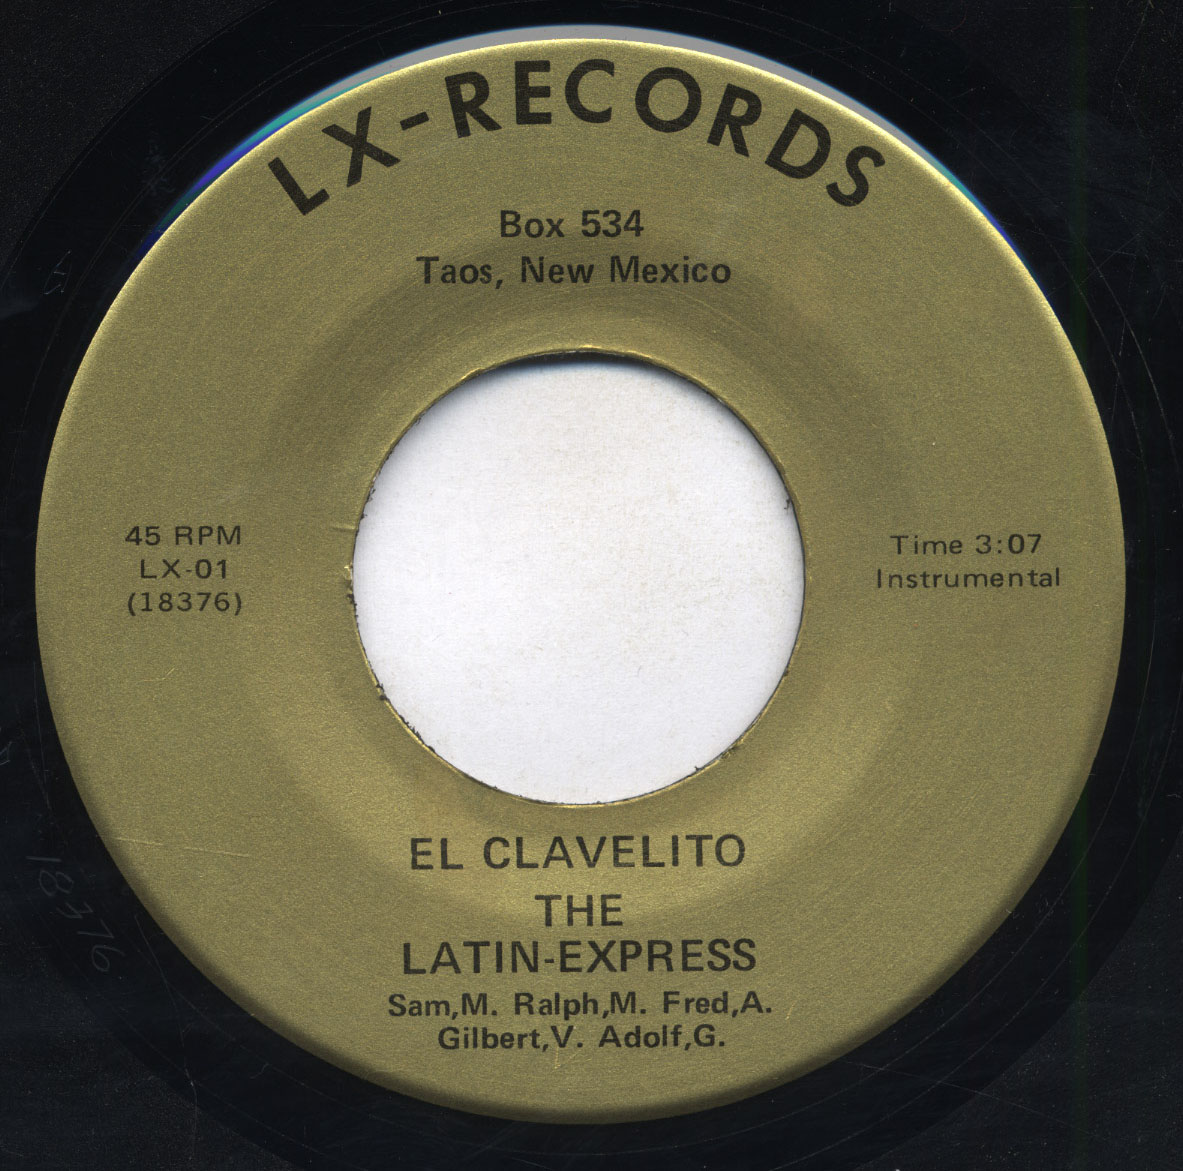 LX-RECORDS
Box 534
Taos, New Mexico
45 RPM
LX-01
(18376)
Time 3:07
Instrumental
EL CLAVELITO
THE
LATIN-EXPRESS
Sam,M. Ralph,M. Fred,A.
Gilbert,V. Adolf,G.
18376